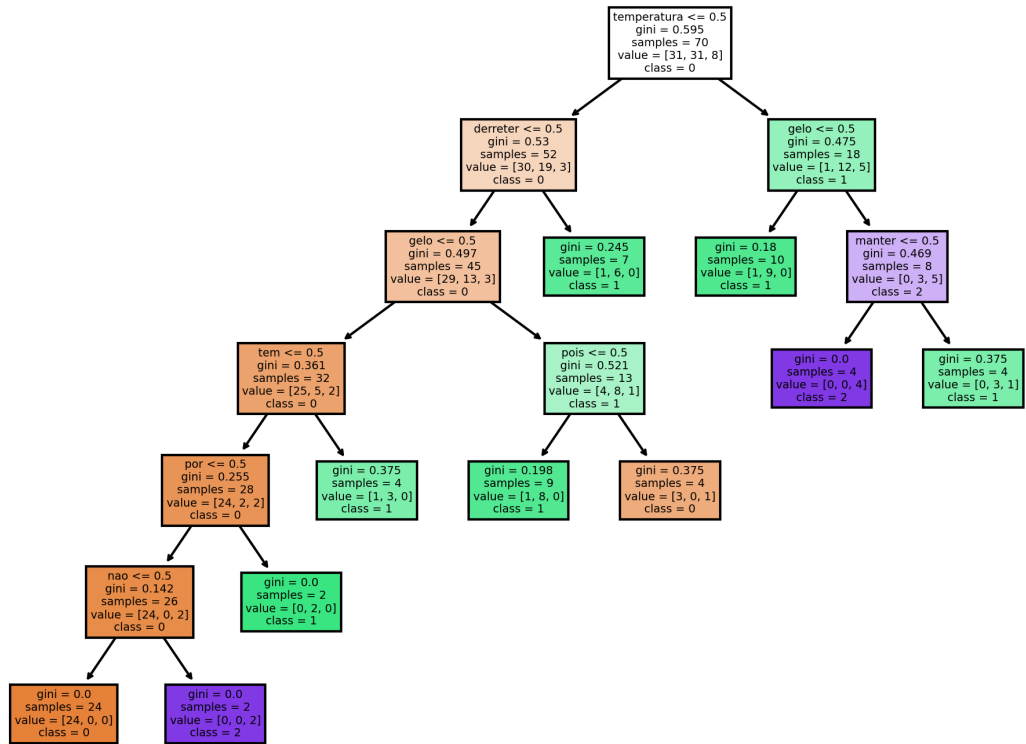 temperatura <= 0.5
gini = 0.595
samples = 70
value = [31, 31, 8]
class = 0
derreter <= 0.5
gini = 0.53
samples = 52
value = [30, 19, 3]
class = 0
gelo <= 0.5
gini = 0.475
samples = 18
value = [1, 12, 5]
class = 1
gelo <= 0.5
gini = 0.497
samples = 45
value = [29, 13, 3]
class = 0
gini = 0.245
samples = 7
value = [1, 6, 0]
class = 1
gini = 0.18
samples = 10
value = [1, 9, 0]
class = 1
manter <= 0.5
gini = 0.469
samples = 8
value = [0, 3, 5]
class = 2
tem <= 0.5
gini = 0.361
samples = 32
value = [25, 5, 2]
class = 0
pois <= 0.5
gini = 0.521
samples = 13
value = [4, 8, 1]
class = 1
gini = 0.0
samples = 4
value = [0, 0, 4]
class = 2
gini = 0.375
samples = 4
value = [0, 3, 1]
class = 1
por <= 0.5
gini = 0.255
samples = 28
value = [24, 2, 2]
class = 0
gini = 0.375
samples = 4
value = [1, 3, 0]
class = 1
gini = 0.198
samples = 9
value = [1, 8, 0]
class = 1
gini = 0.375
samples = 4
value = [3, 0, 1]
class = 0
nao <= 0.5
gini = 0.142
samples = 26
value = [24, 0, 2]
class = 0
gini = 0.0
samples = 2
value = [0, 2, 0]
class = 1
gini = 0.0
samples = 24
value = [24, 0, 0]
class = 0
gini = 0.0
samples = 2
value = [0, 0, 2]
class = 2